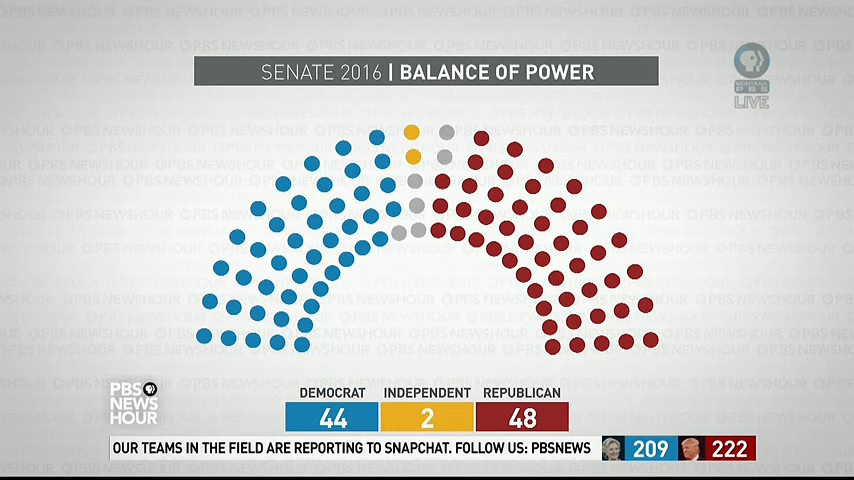 SENATE 2016 | BALANCE OF POWER
MONTANA
PBS
LIVE
DEMOCRAT INDEPENDENT REPUBLICAN
44 2 48
PBS
NEWS
HOUR
OUR TEAMS IN THE FIELD ARE REPORTING TO SNAPCHAT. FOLLOW US: PBSNEWS 209 222